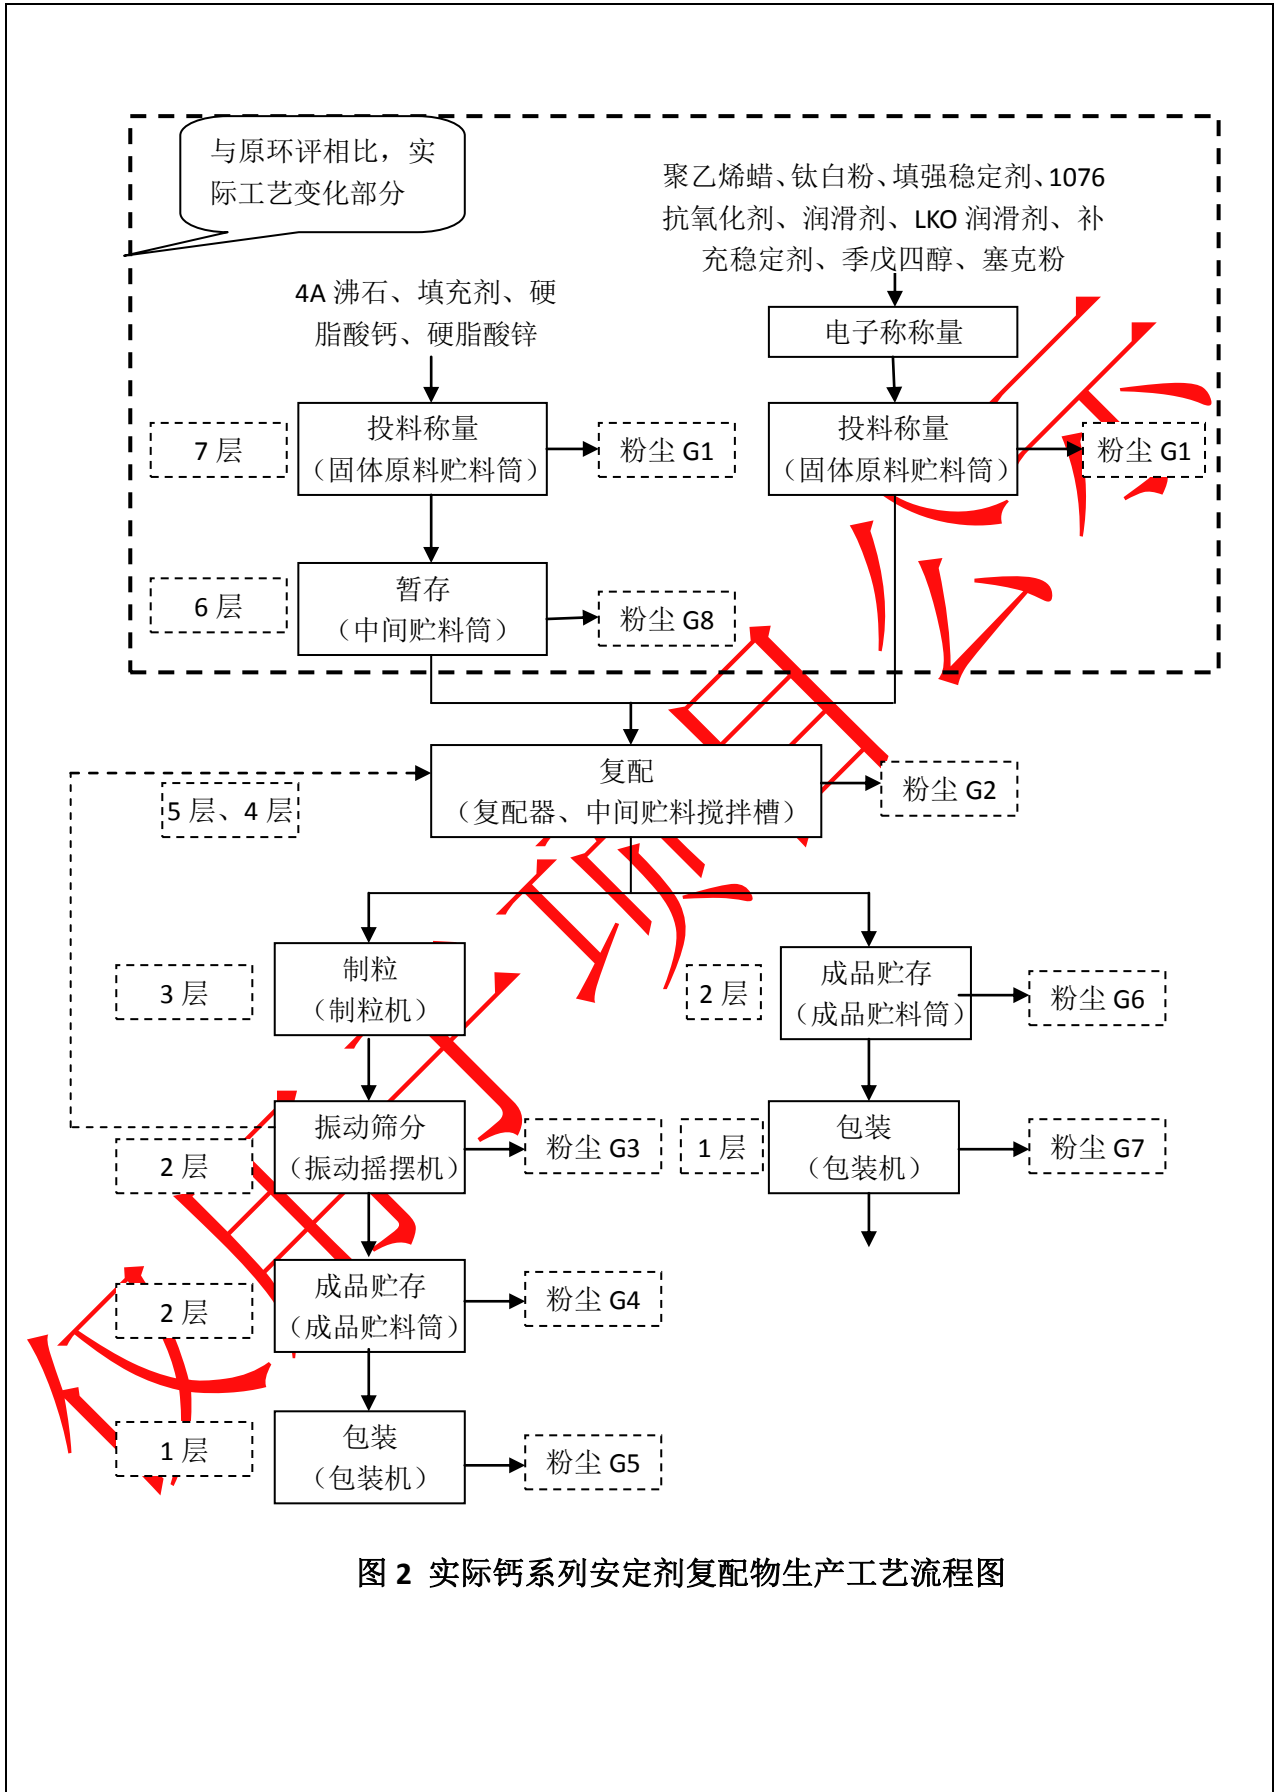 与原环评相比，实
际工艺变化部分
聚乙烯蜡、钛白粉、填强稳定剂、1076
抗氧化剂、润滑剂、LKO 润滑剂、补
充稳定剂、季戊四醇、塞克粉
4A 沸石、填充剂、硬
脂酸钙、硬脂酸锌
电子称称量
7 层
投料称量
（固体原料贮料筒）
粉尘 G1
投料称量
（固体原料贮料筒）
粉尘 G1
6 层
暂存
（中间贮料筒）
粉尘 G8
5 层、4 层
复配
（复配器、中间贮料搅拌槽）
粉尘 G2
3 层
制粒
（制粒机）
2 层
成品贮存
（成品贮料筒）
粉尘 G6
2 层
振动筛分
（振动摇摆机）
粉尘 G3
1 层
包装
（包装机）
粉尘 G7
2 层
成品贮存
（成品贮料筒）
粉尘 G4
1 层
包装
（包装机）
粉尘 G5
图 2 实际钙系列安定剂复配物生产工艺流程图